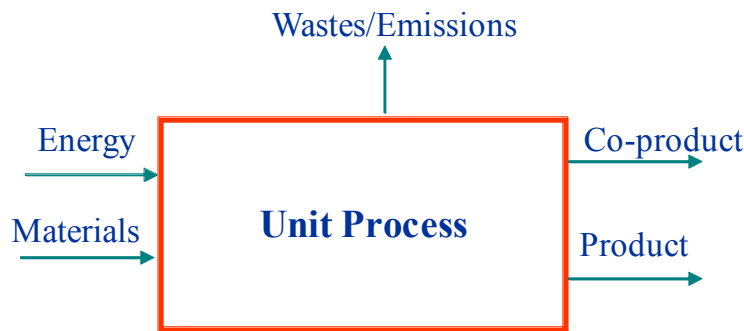 Wastes/Emissions
Energy
Co-product
Materials
Unit Process
Product